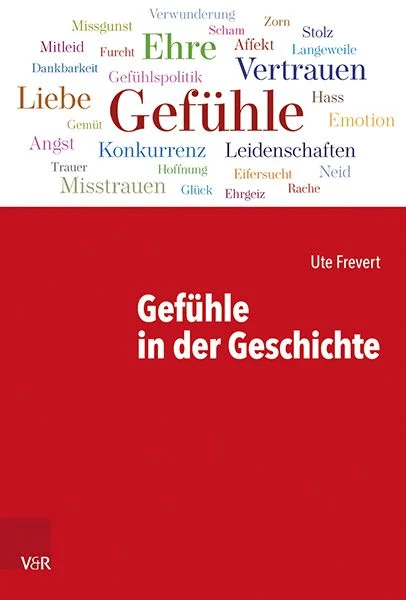 Verwunderung
Missgunst Scham Zorn Stolz
Mitleid Furcht Ehre Affekt Langeweile
Dankbarkeit Gefühlspolitik Vertrauen
Liebe Gefühle Hass
Gemüt Emotion
Angst Konkurrenz Leidenschaften
Trauer Hoffnung Eifersucht Neid
Misstrauen Glück Ehrgeiz Rache
Ute Frevert
Gefühle
in der Geschichte
V&R